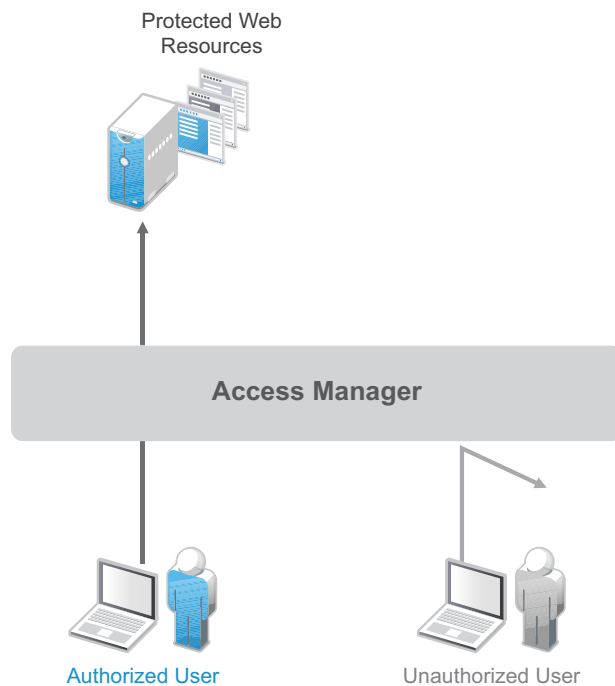 Protected Web
Resources
Access Manager
Authorized User
Unauthorized User